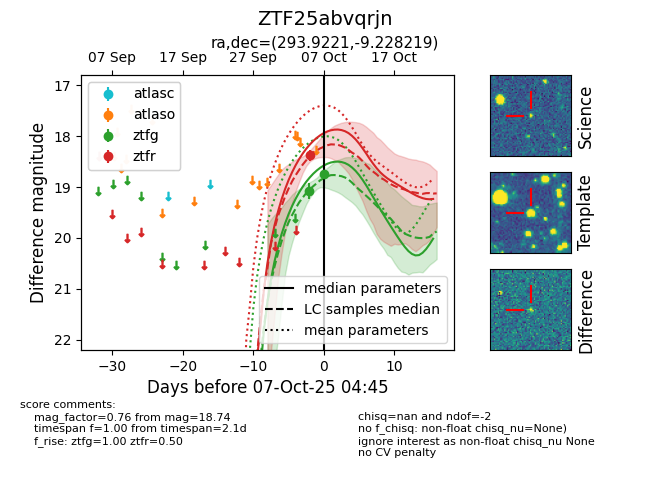 ZTF25abvqrjn
ra,dec=(293.9221,-9.228219)
07 Sep 17 Sep 27 Sep 07 Oct 17 Oct
17
18
19
20
21
22
Difference magnitude
atlasc
atlaso
ztfg
ztfr
median parameters
LC samples median
mean parameters
−30 −20 −10 0 10
Days before 07-Oct-25 04:45
Science
Template
Difference
score comments:
mag_factor=0.76 from mag=18.74
timespan f=1.00 from timespan=2.1d
f_rise: ztfg=1.00 ztfr=0.50
chisq=nan and ndof=-2
no f_chisq: non-float chisq_nu=None)
ignore interest as non-float chisq_nu None
no CV penalty